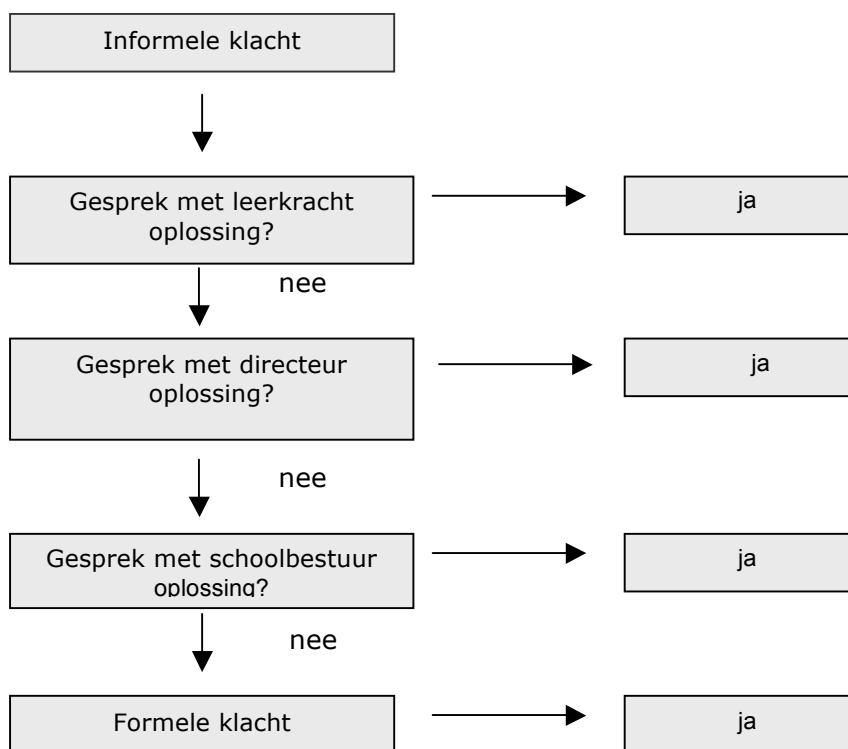 Informele klacht
Gesprek met leerkracht
oplossing?
ja
nee
Gesprek met directeur
oplossing?
ja
nee
Gesprek met schoolbestuur
oplossing?
ja
nee
Formele klacht
ja